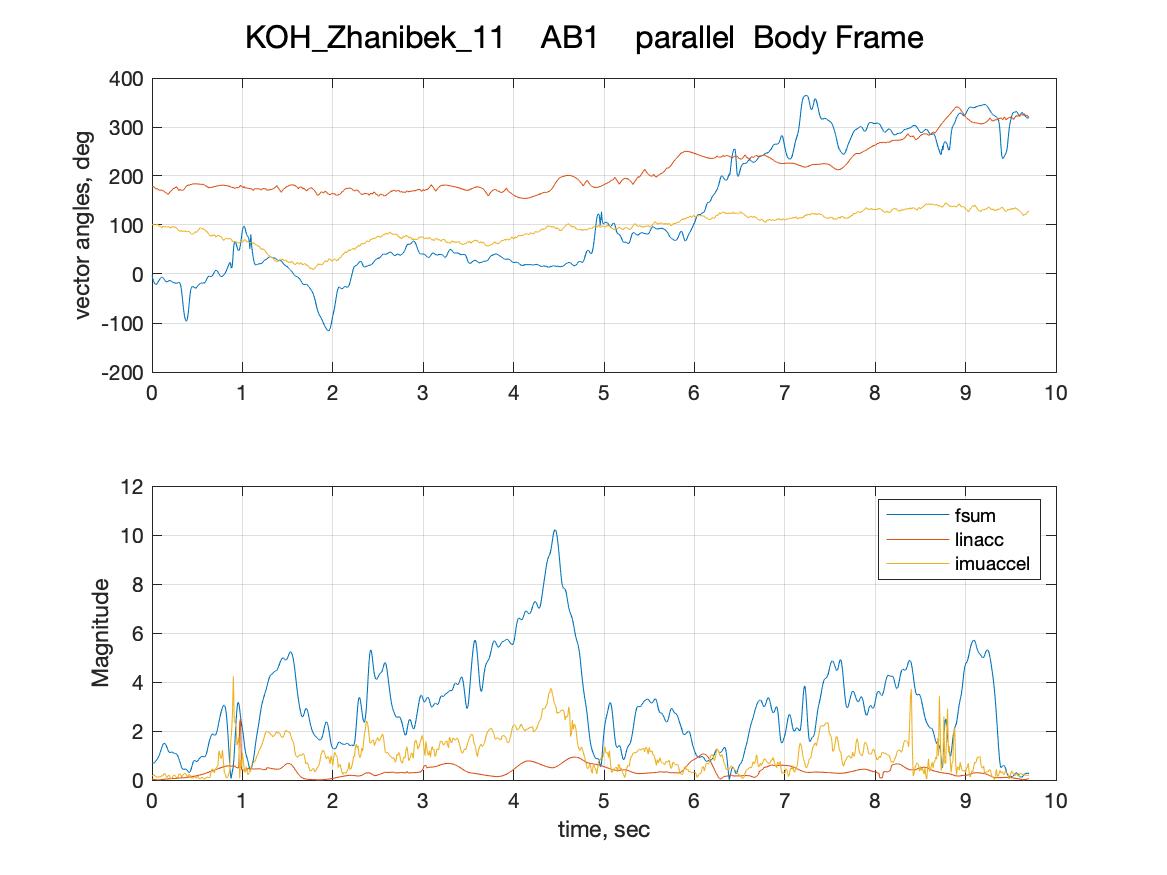 KOH_Zhanibek_11 AB1 parallel Body Frame
400
300
200
100
0
-100
-200
vector angles, deg
0 1 2 3 4 5 6 7 8 9 10
12
10
8
6
4
2
0
Magnitude
fsum
linacc
imuaccel
0 1 2 3 4 5 6 7 8 9 10
time, sec